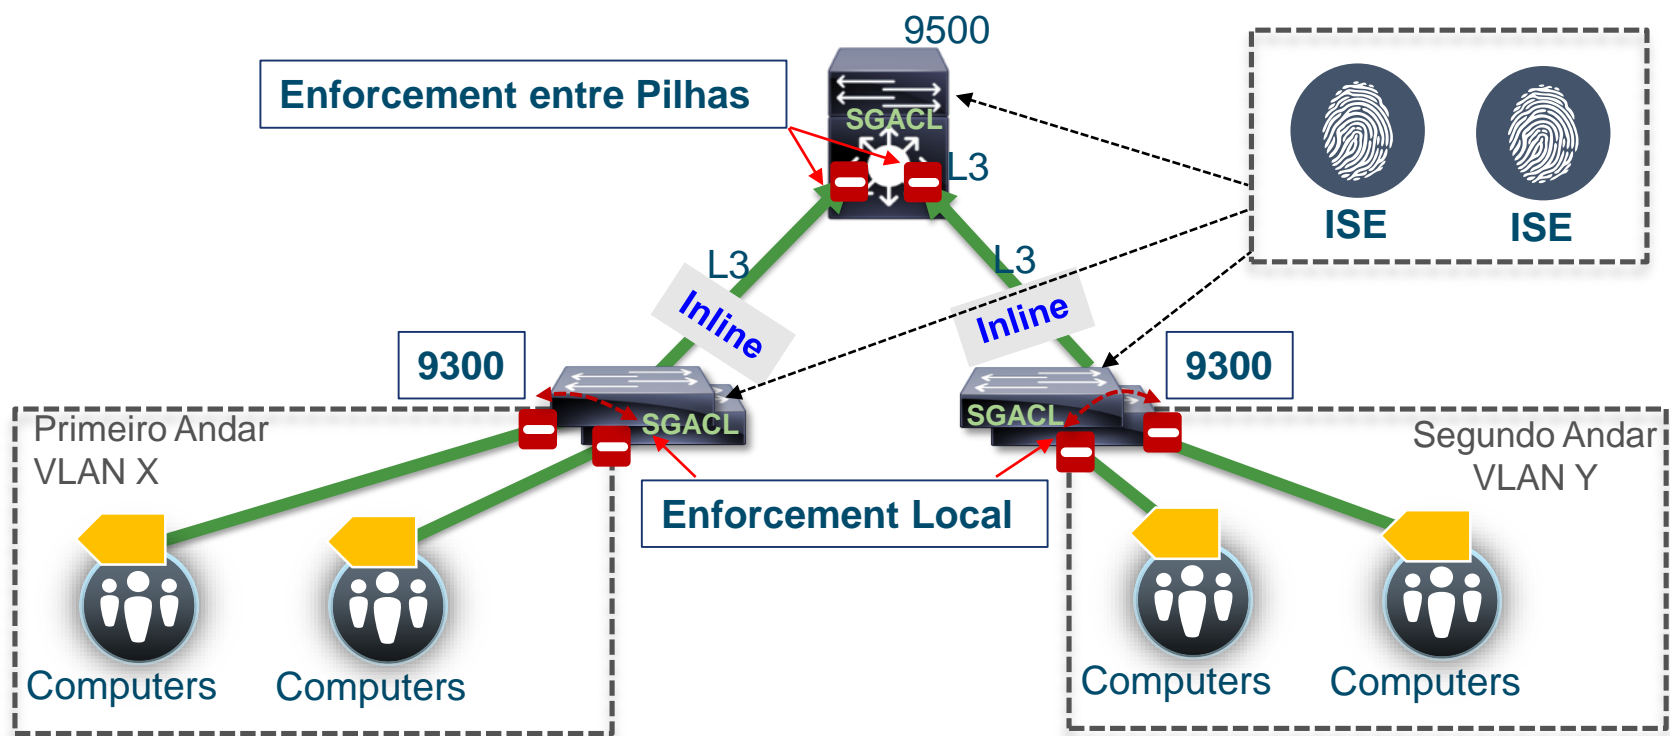 9500
Enforcement entre Pilhas
SGACL
L3
ISE
ISE
L3
L3
Inline
Inline
9300
9300
SGACL
SGACL
Primeiro Andar
VLAN X
Segundo Andar
VLAN Y
Enforcement Local
Computers
Computers
Computers
Computers